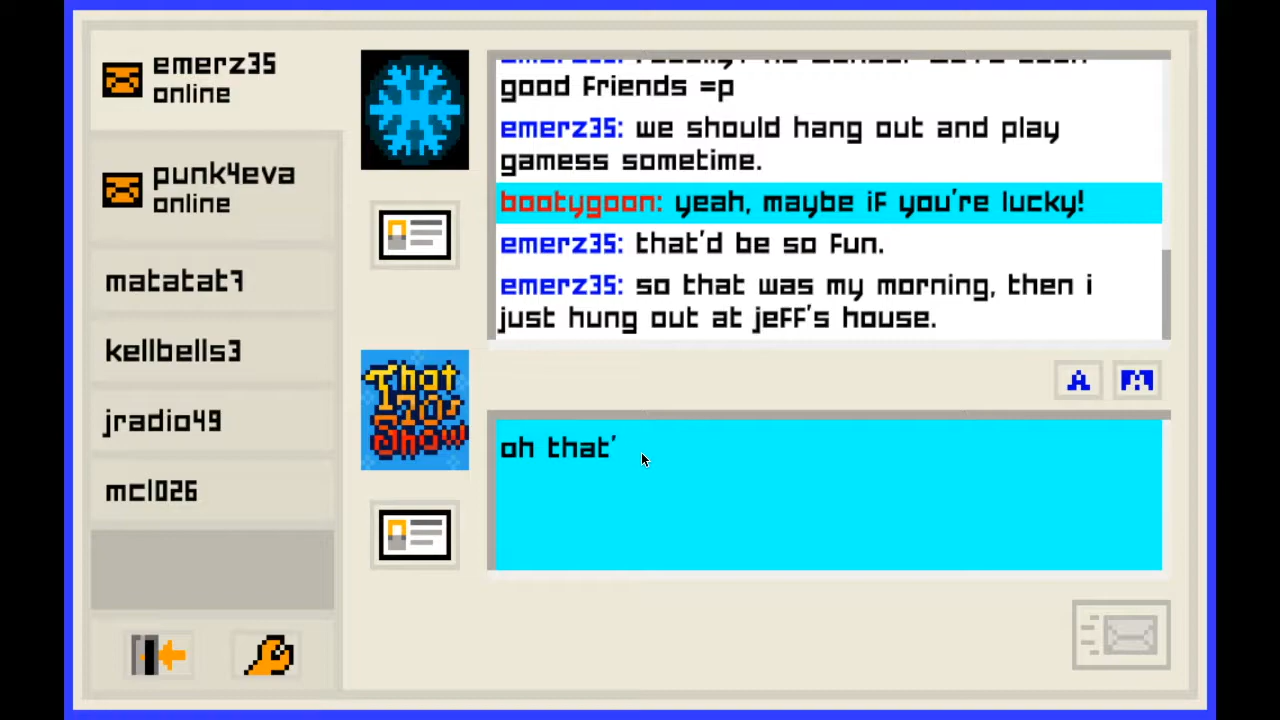 emerz35
online
punk4eva
online
matatat7
kellbells3
jradio49
mcl026
good friends =p
emerz35: we should hang out and play
gamess sometime.
bootygoon: yeah, maybe if you're lucky!
emerz35: that'd be so fun.
emerz35: so that was my morning, then i
just hung out at jeff's house.
A
That
70s
Show
oh that'